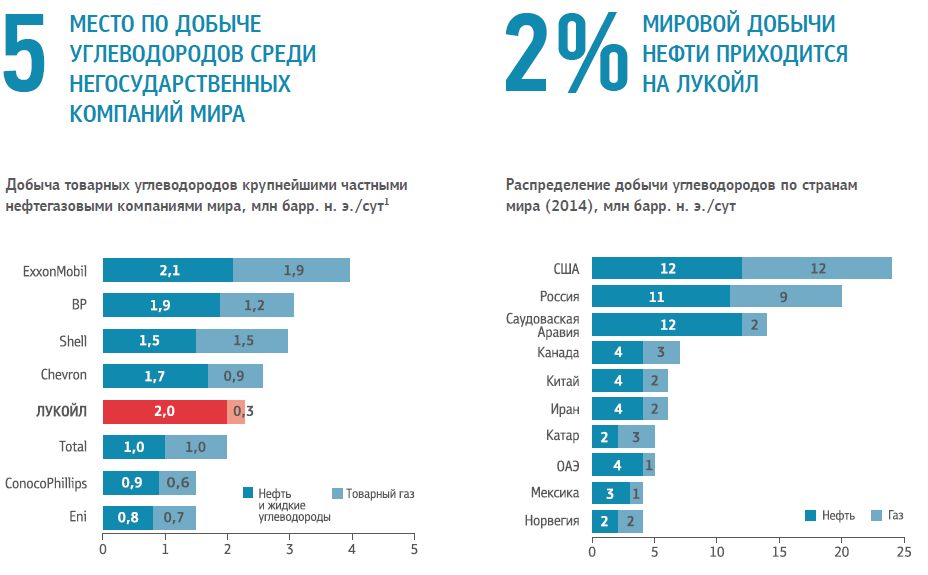 5
МЕСТО ПО ДОБЫЧЕ
УГЛЕВОДОРОДОВ СРЕДИ
НЕГОСУДАРСТВЕННЫХ
КОМПАНИЙ МИРА
Добыча товарных углеводородов крупнейшими частными
нефтегазовыми компаниями мира, млн барр. н. э./сут¹
ExxonMobil 2,1 1,9
BP 1,9 1,2
Shell 1,5 1,5
Chevron 1,7 0,9
ЛУКОЙЛ 2,0 0,3
Total 1,0 1,0
ConocoPhillips 0,9 0,6
Eni 0,8 0,7
Нефть
и жидкие
углеводороды
Товарный газ
0 1 2 3 4 5
2%
МИРОВОЙ ДОБЫЧИ
НЕФТИ ПРИХОДИТСЯ
НА ЛУКОЙЛ
Распределение добычи углеводородов по странам
мира (2014), млн барр. н. э./сут
США 12 12
Россия 11 9
Саудоваская
Аравия 12 2
Канада 4 3
Китай 4 2
Иран 4 2
Катар 2 3
ОАЭ 4 1
Мексика 3 1
Норвегия 2 2
Нефть Газ
0 5 10 15 20 25